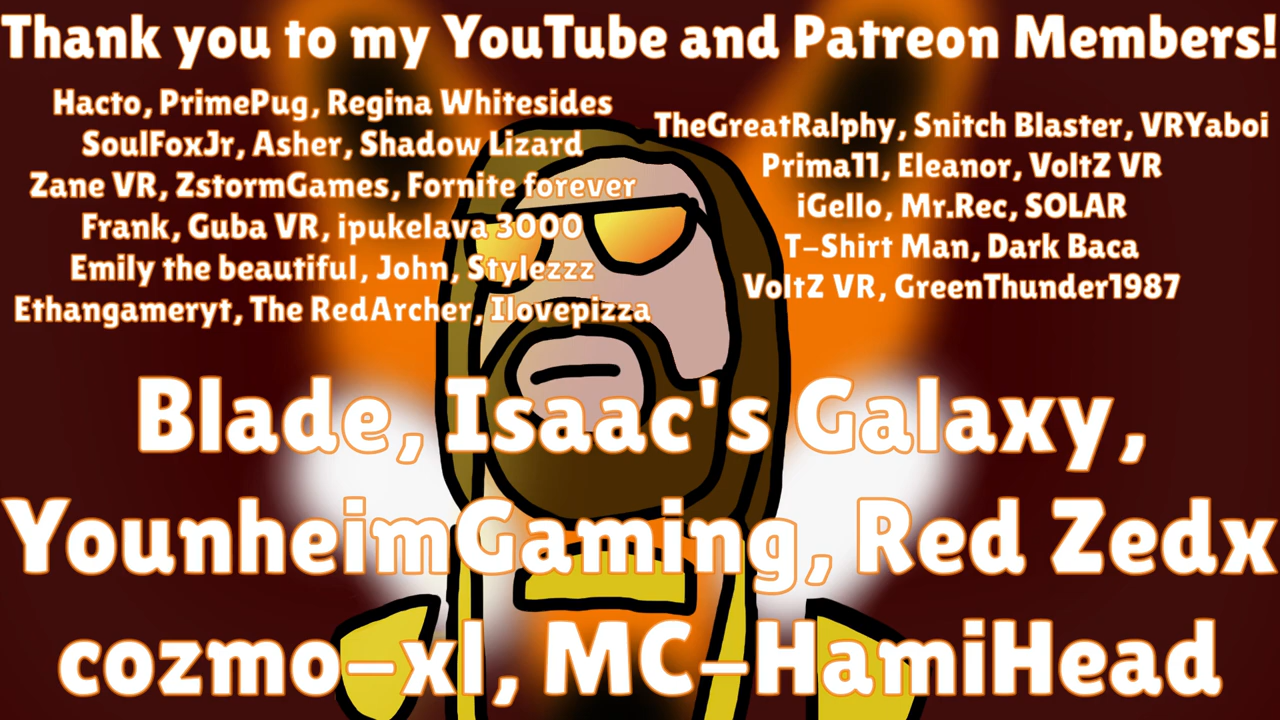 Thank you to my YouTube and Patreon Members!
Hacto, PrimePug, Regina Whitesides
SoulFoxJr, Asher, Shadow Lizard
Zane VR, ZstormGames, Fornite forever
Frank, Guba VR, ipukelava 3000
Emily the beautiful, John, Stylezzz
Ethangameryt, The RedArcher, Ilovepizza
TheGreatRalphy, Snitch Blaster, VRYaboi
Prima11, Eleanor, VoltZ VR
iGello, Mr.Rec, SOLAR
T-Shirt Man, Dark Baca
VoltZ VR, GreenThunder1987
Blade, Isaac's Galaxy,
YounheimGaming, Red Zedx
cozmo-xl, MC-HamiHead